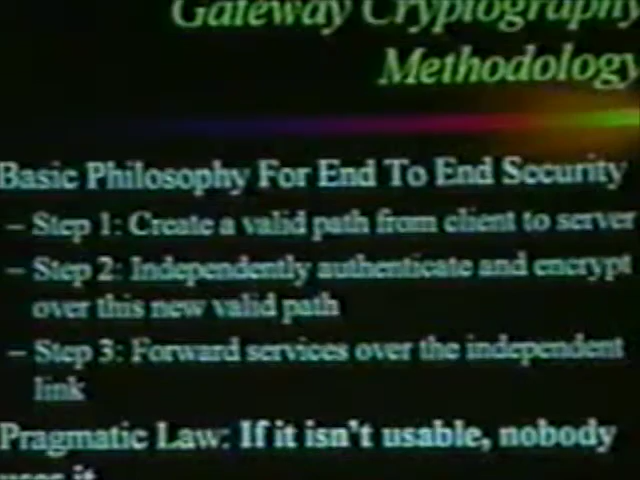 Gateway Cryptography
Methodology
Basic Philosophy For End To End Security
– Step 1: Create a valid path from client to server
– Step 2: Independently authenticate and encrypt
over this new valid path
– Step 3: Forward services over the independent
link
Pragmatic Law: If it isn't usable, nobody
uses it